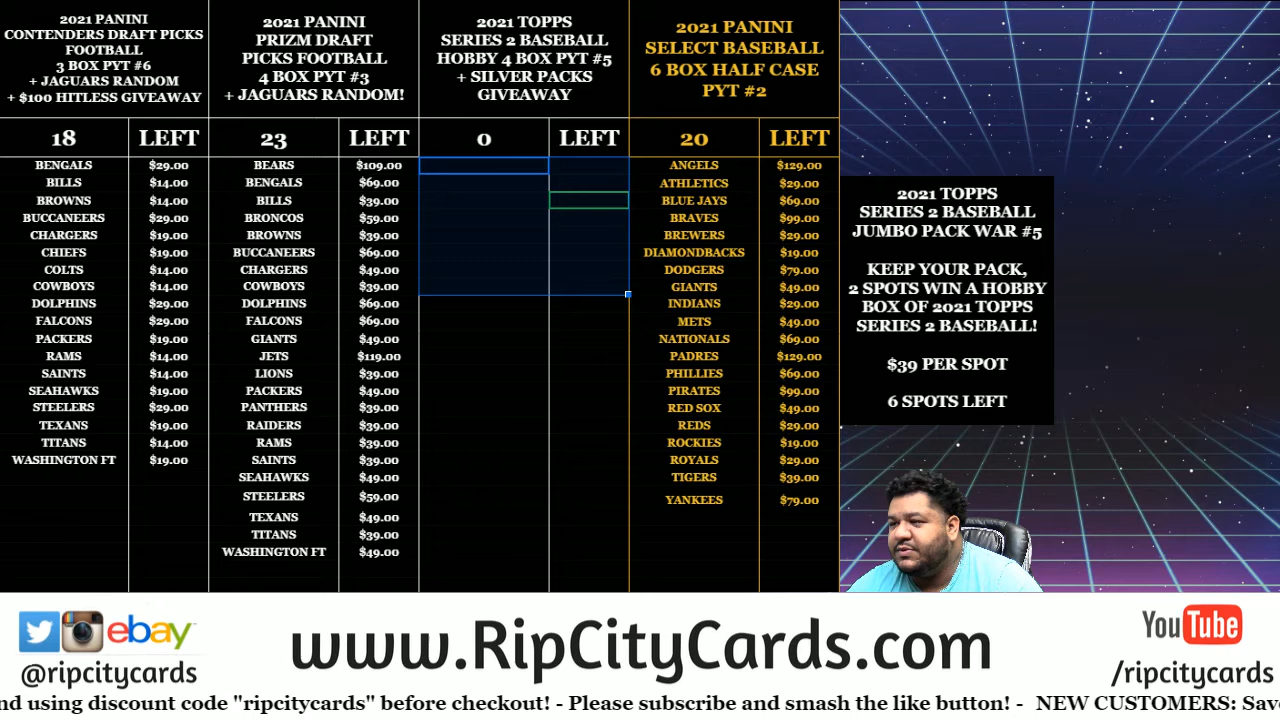 2021 PANINI
CONTENDERS DRAFT PICKS
FOOTBALL
3 BOX PYT #6
+ JAGUARS RANDOM
+ $100 HITLESS GIVEAWAY
18 LEFT
BENGALS $29.00
BILLS $14.00
BROWNS $14.00
BUCCANEERS $29.00
CHARGERS $19.00
CHIEFS $19.00
COLTS $14.00
COWBOYS $14.00
DOLPHINS $29.00
FALCONS $29.00
PACKERS $19.00
RAMS $14.00
SAINTS $14.00
SEAHAWKS $19.00
STEELERS $29.00
TEXANS $19.00
TITANS $14.00
WASHINGTON FT $19.00
2021 PANINI
PRIZM DRAFT
PICKS FOOTBALL
4 BOX PYT #3
+ JAGUARS RANDOM!
23 LEFT
BEARS $109.00
BENGALS $69.00
BILLS $39.00
BRONCOS $59.00
BROWNS $39.00
BUCCANEERS $69.00
CHARGERS $49.00
COWBOYS $39.00
DOLPHINS $69.00
FALCONS $69.00
GIANTS $49.00
JETS $119.00
LIONS $39.00
PACKERS $49.00
PANTHERS $39.00
RAIDERS $39.00
RAMS $39.00
SAINTS $39.00
SEAHAWKS $49.00
STEELERS $59.00
TEXANS $49.00
TITANS $39.00
WASHINGTON FT $49.00
2021 TOPPS
SERIES 2 BASEBALL
HOBBY 4 BOX PYT #5
+ SILVER PACKS
GIVEAWAY
0 LEFT
2021 PANINI
SELECT BASEBALL
6 BOX HALF CASE
PYT #2
20 LEFT
ANGELS $129.00
ATHLETICS $29.00
BLUE JAYS $69.00
BRAVES $99.00
BREWERS $29.00
DIAMONDBACKS $19.00
DODGERS $79.00
GIANTS $49.00
INDIANS $29.00
METS $49.00
NATIONALS $69.00
PADRES $129.00
PHILLIES $69.00
PIRATES $99.00
RED SOX $49.00
REDS $29.00
ROCKIES $19.00
ROYALS $29.00
TIGERS $39.00
YANKEES $79.00
2021 TOPPS
SERIES 2 BASEBALL
JUMBO PACK WAR #5
KEEP YOUR PACK,
2 SPOTS WIN A HOBBY
BOX OF 2021 TOPPS
SERIES 2 BASEBALL!
$39 PER SPOT
6 SPOTS LEFT
ebay
@ripcitycards
www.RipCityCards.com
YouTube
/ripcitycards
nd using discount code "ripcitycards" before checkout! - Please subscribe and smash the like button! - NEW CUSTOMERS: Save